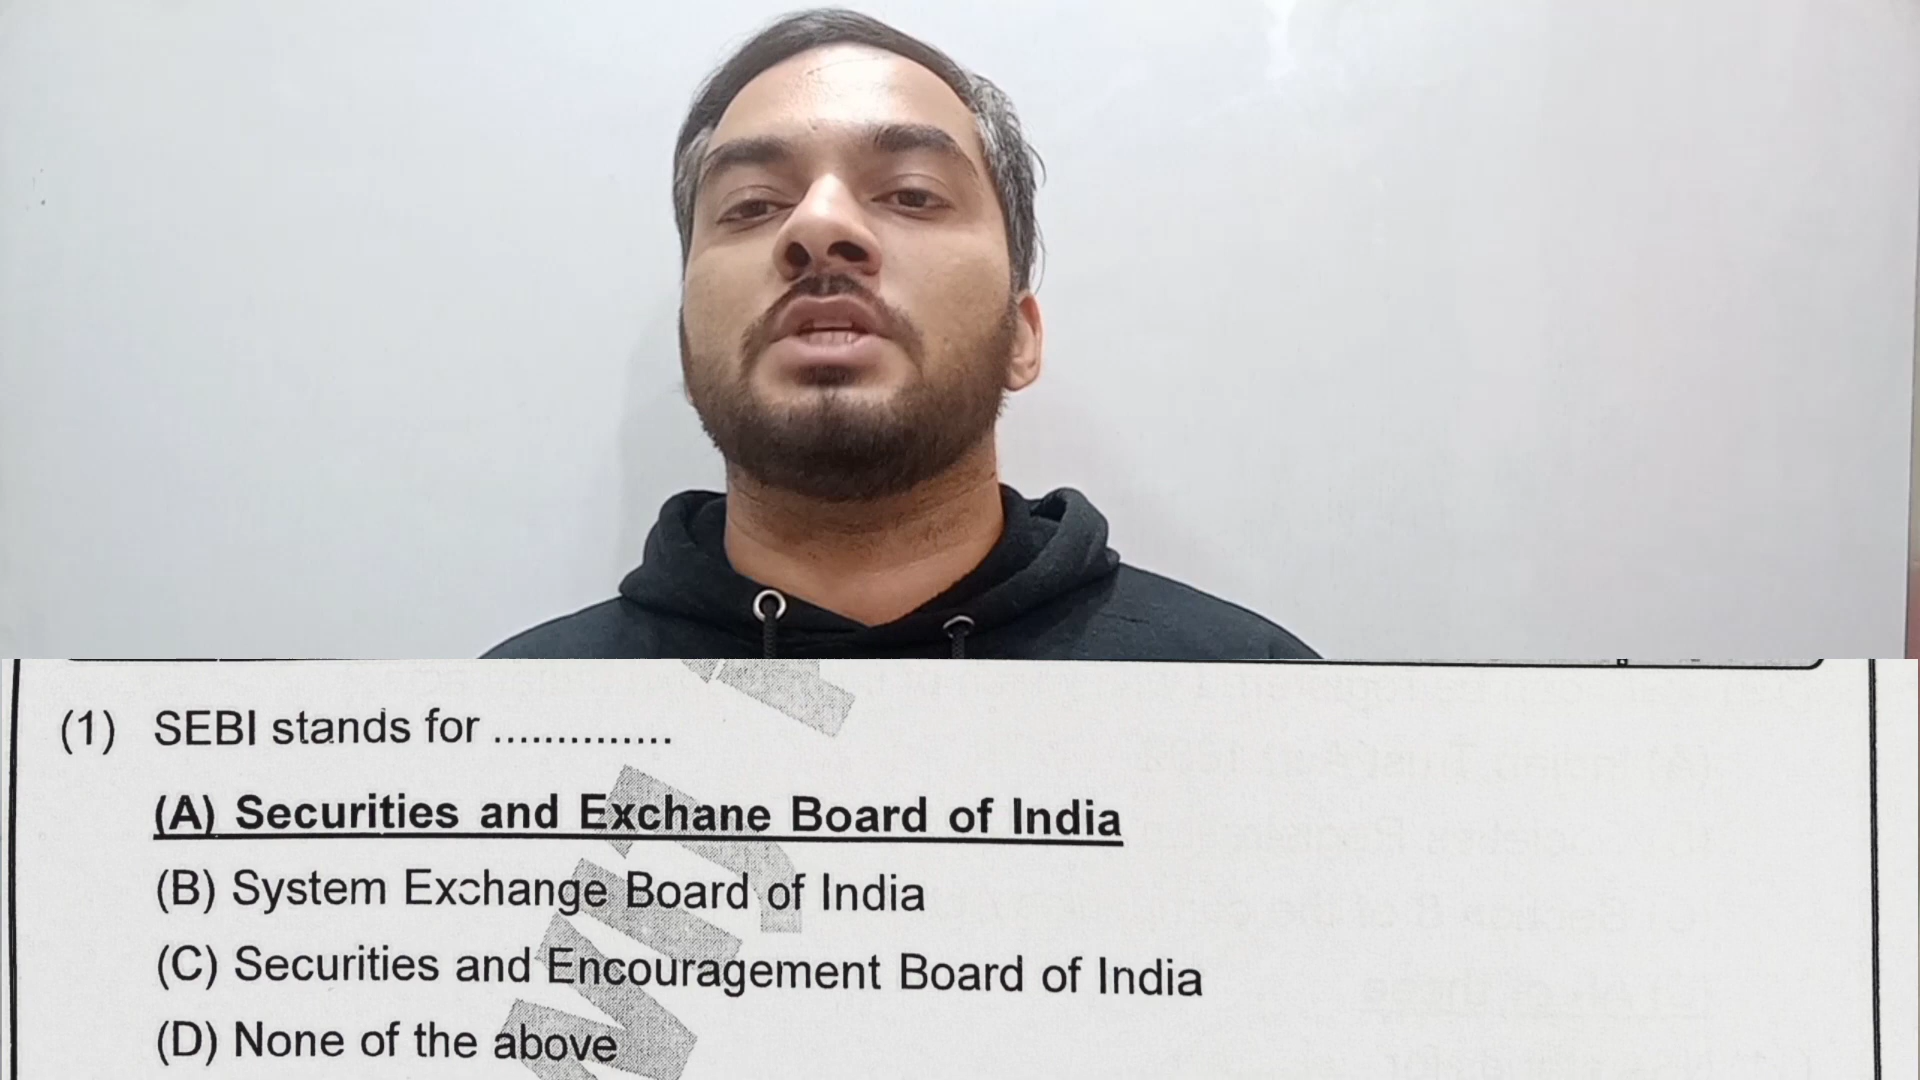 (1) SEBI stands for ..............
(A) Securities and Exchane Board of India
(B) System Exchange Board of India
(C) Securities and Encouragement Board of India
(D) None of the above